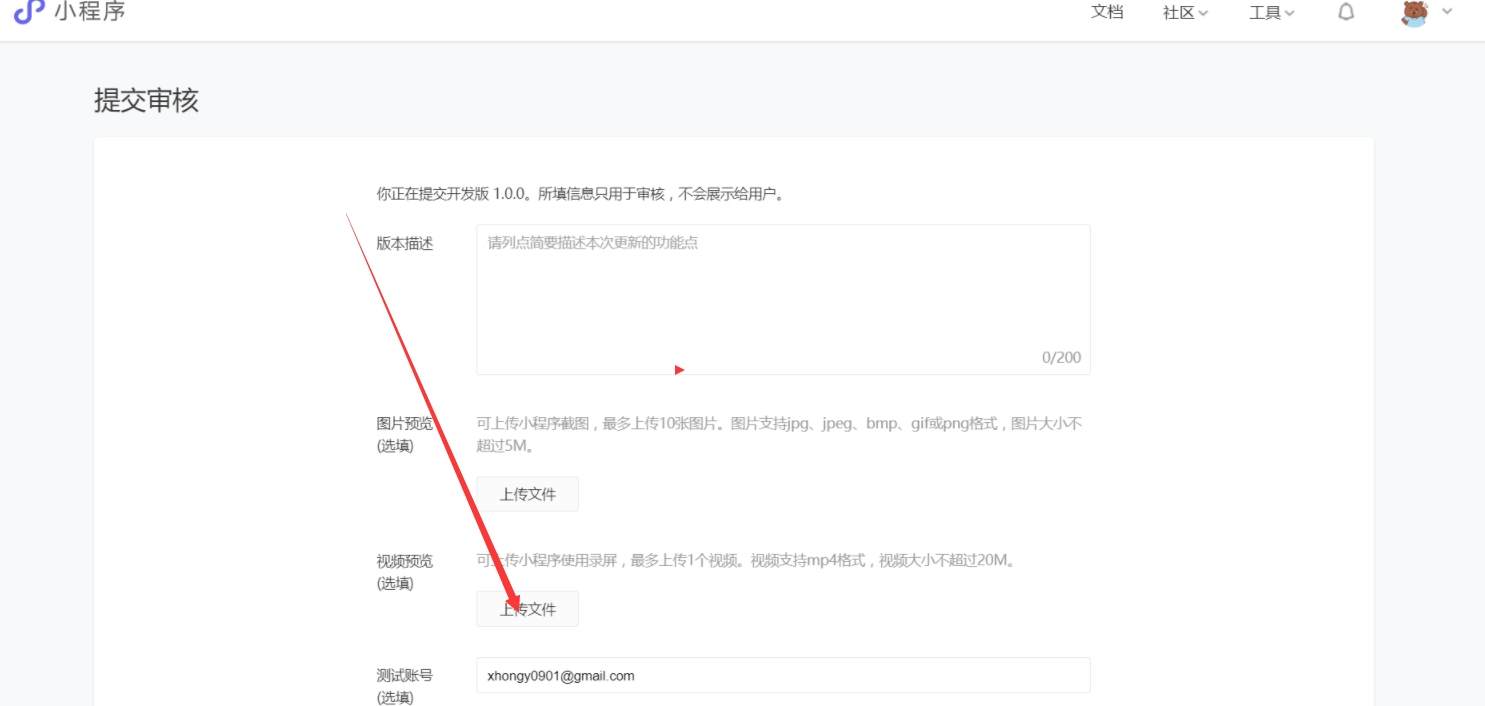 小程序
文档 社区 工具
提交审核
你正在提交开发版 1.0.0。所填信息只用于审核，不会展示给用户。
版本描述
请列点简要描述本次更新的功能点
0/200
图片预览
(选填)
可上传小程序截图，最多上传10张图片。图片支持jpg、jpeg、bmp、gif或png格式，图片大小不
超过5M。
上传文件
视频预览
(选填)
可上传小程序使用录屏，最多上传1个视频。视频支持mp4格式，视频大小不超过20M。
上传文件
测试账号
(选填)
xhongy0901@gmail.com